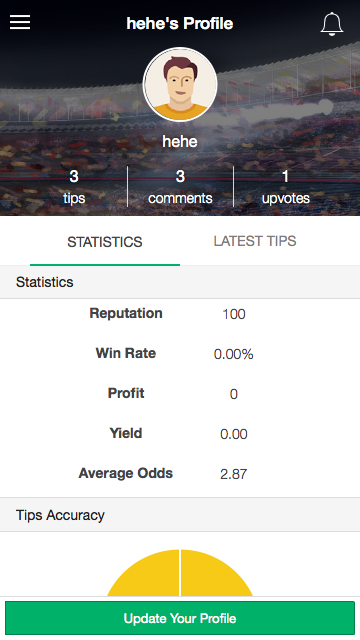 hehe's Profile
hehe
3 3 1
tips comments upvotes
STATISTICS LATEST TIPS
Statistics
Reputation 100
Win Rate 0.00%
Profit 0
Yield 0.00
Average Odds 2.87
Tips Accuracy
Update Your Profile